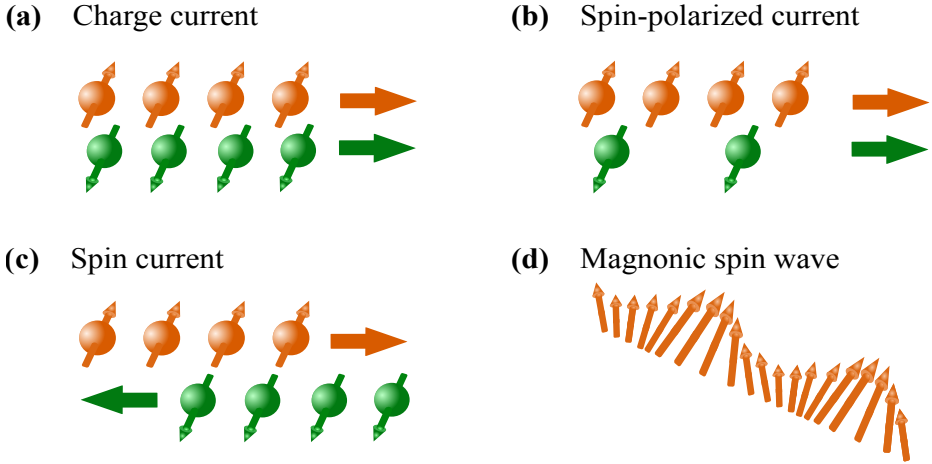 (a) Charge current
(b) Spin-polarized current
(c) Spin current
(d) Magnonic spin wave